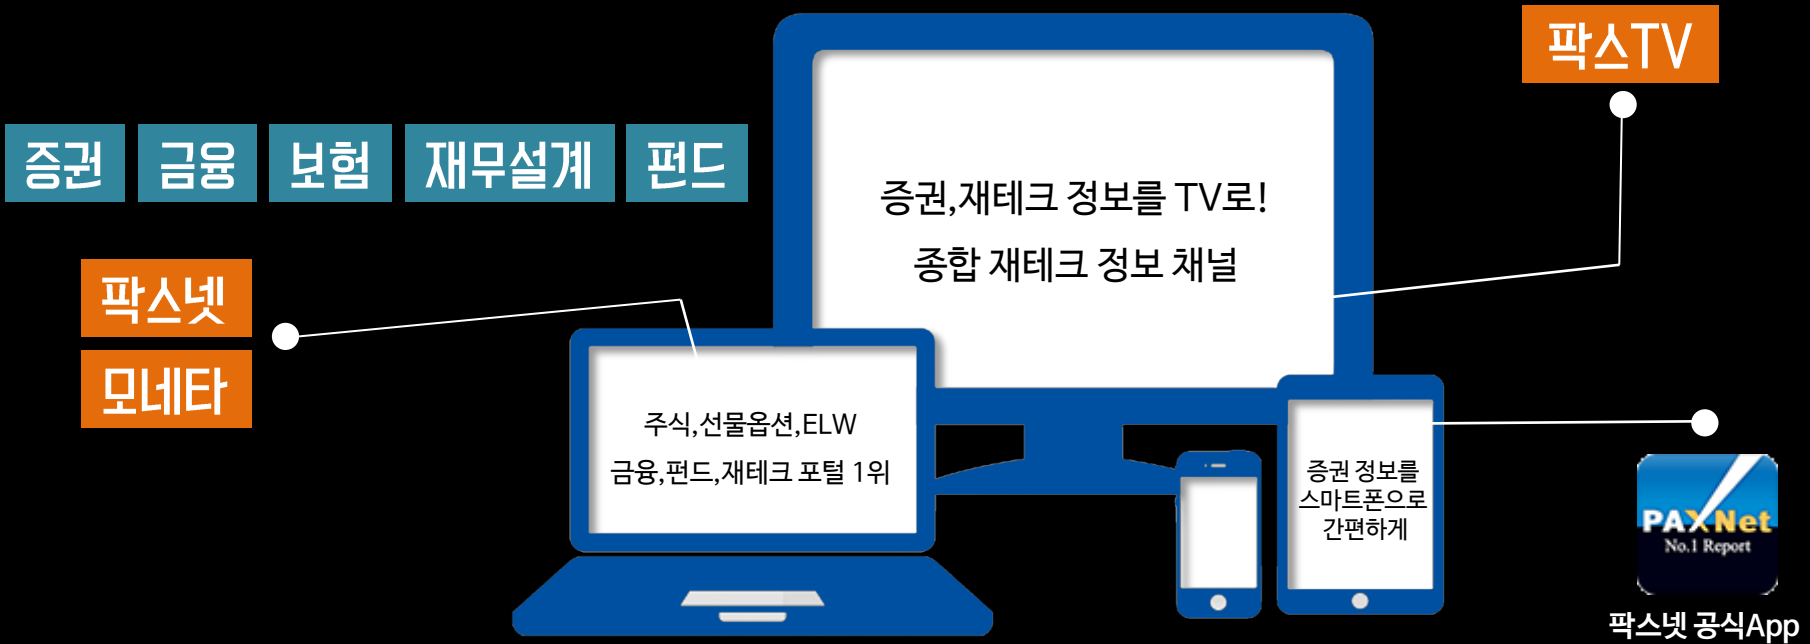 팍스TV
증권 금융 보험 재무설계 펀드
증권,재테크 정보를 TV로!
종합 재테크 정보 채널
팍스넷
모네타
주식,선물옵션,ELW
금융,펀드,재테크 포털 1위
증권 정보를
스마트폰으로
간편하게
PAXNet
No.1 Report
팍스넷 공식App